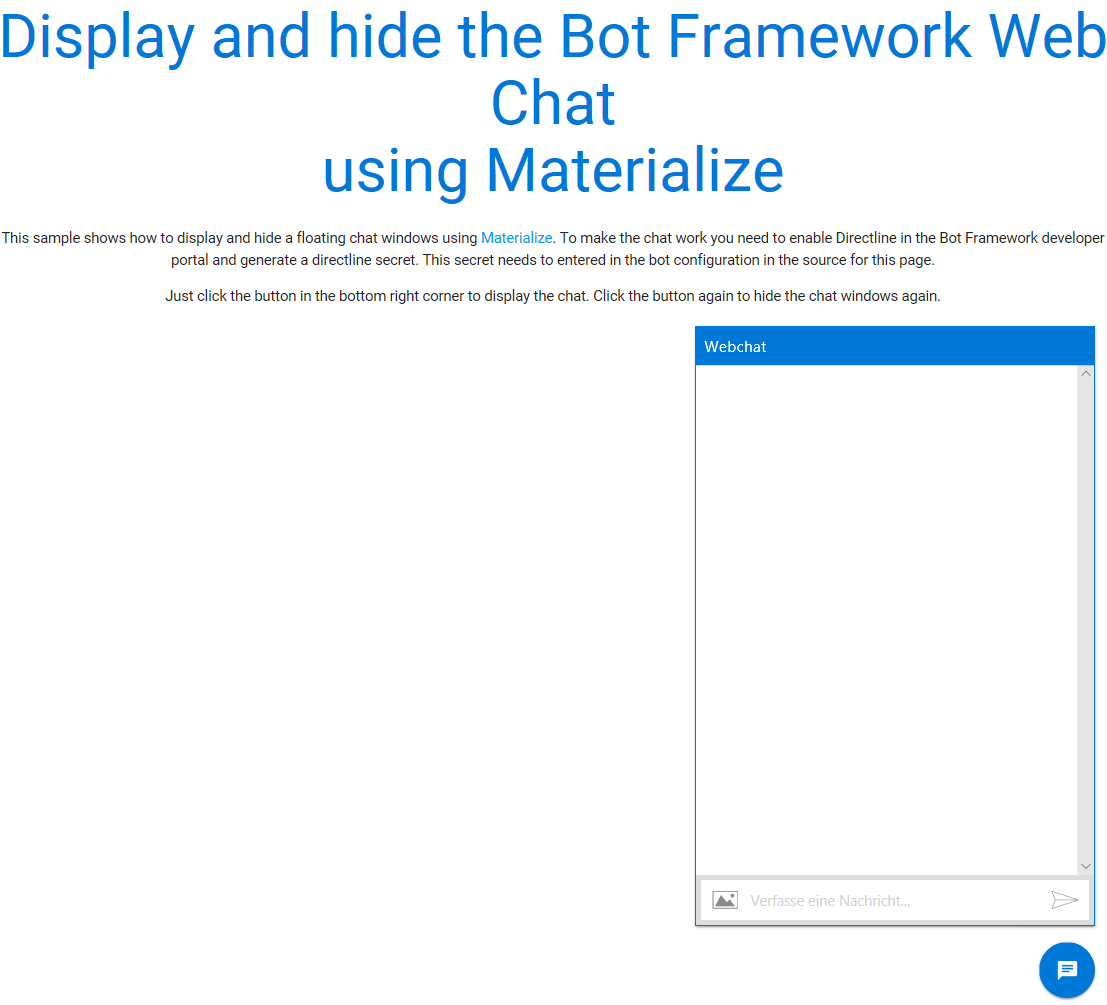 Display and hide the Bot Framework Web
Chat
using Materialize
This sample shows how to display and hide a floating chat windows using Materialize. To make the chat work you need to enable Directline in the Bot Framework developer
portal and generate a directline secret. This secret needs to entered in the bot configuration in the source for this page.
Just click the button in the bottom right corner to display the chat. Click the button again to hide the chat windows again.
Webchat
Verfasse eine Nachricht...